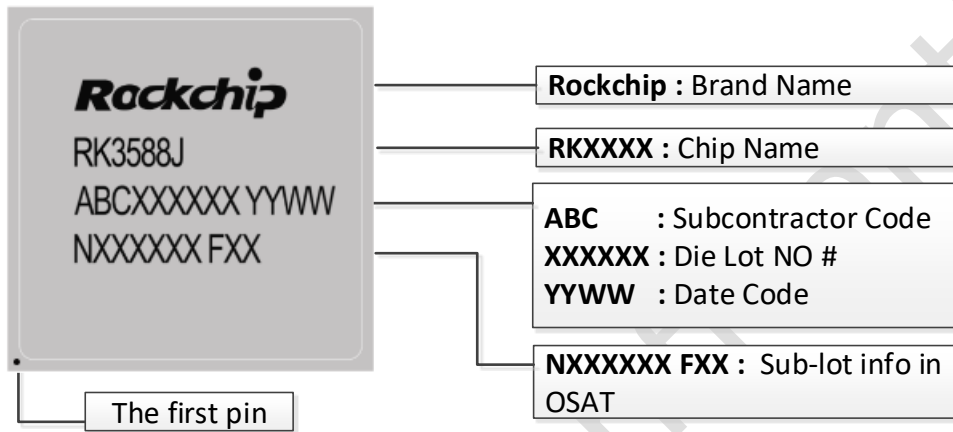 Rockchip
RK3588J
ABCXXXXXX YYWW
NXXXXXX FXX
The first pin
Rockchip : Brand Name
RKXXXX : Chip Name
ABC : Subcontractor Code
XXXXXX : Die Lot NO #
YYWW : Date Code
NXXXXXX FXX : Sub-lot info in
OSAT